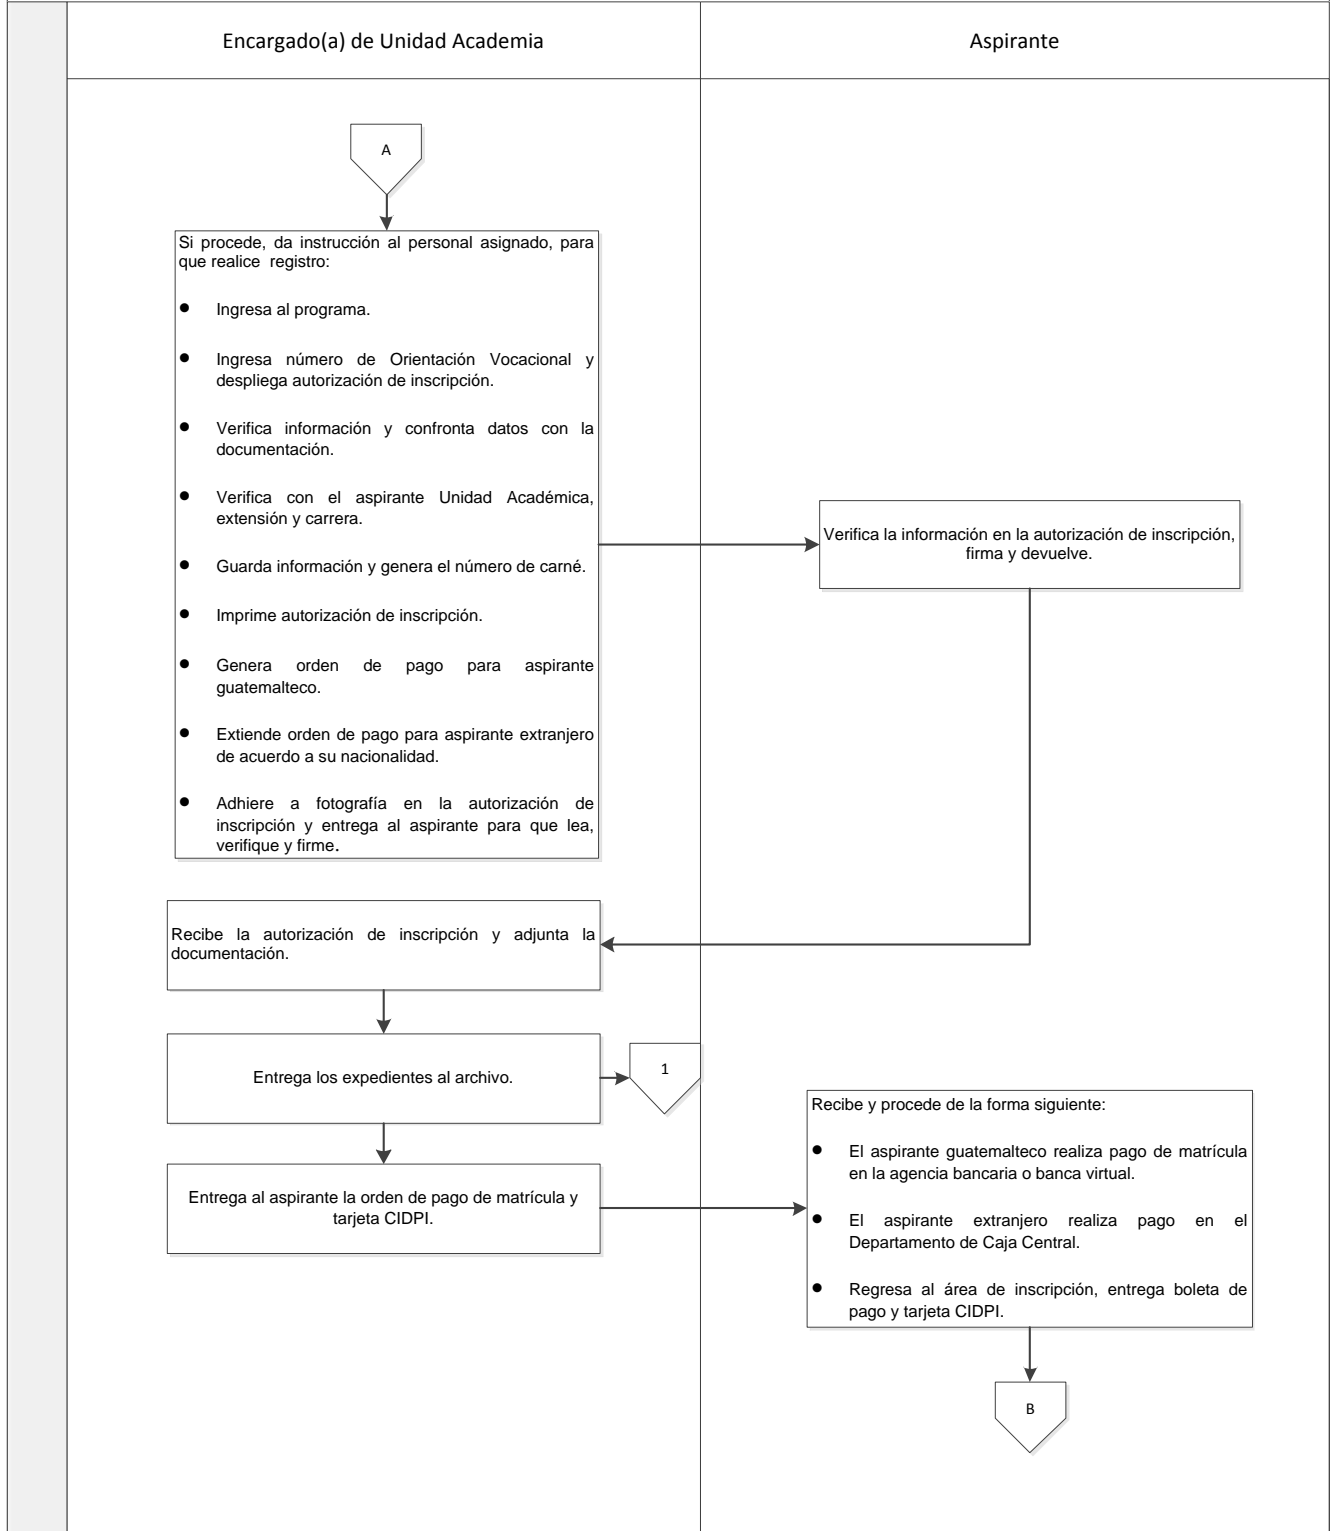 Encargado(a) de Unidad Academia
Aspirante
A
Si procede, da instrucción al personal asignado, para
que realice registro:
● Ingresa al programa.
● Ingresa número de Orientación Vocacional y
despliega autorización de inscripción.
● Verifica información y confronta datos con la
documentación.
● Verifica con el aspirante Unidad Académica,
extensión y carrera.
● Guarda información y genera el número de carné.
● Imprime autorización de inscripción.
● Genera orden de pago para aspirante
guatemalteco.
● Extiende orden de pago para aspirante extranjero
de acuerdo a su nacionalidad.
● Adhiere a fotografía en la autorización de
inscripción y entrega al aspirante para que lea,
verifique y firme.
Verifica la información en la autorización de inscripción,
firma y devuelve.
Recibe la autorización de inscripción y adjunta la
documentación.
Entrega los expedientes al archivo.
1
Entrega al aspirante la orden de pago de matrícula y
tarjeta CIDPI.
Recibe y procede de la forma siguiente:
● El aspirante guatemalteco realiza pago de matrícula
en la agencia bancaria o banca virtual.
● El aspirante extranjero realiza pago en el
Departamento de Caja Central.
● Regresa al área de inscripción, entrega boleta de
pago y tarjeta CIDPI.
B